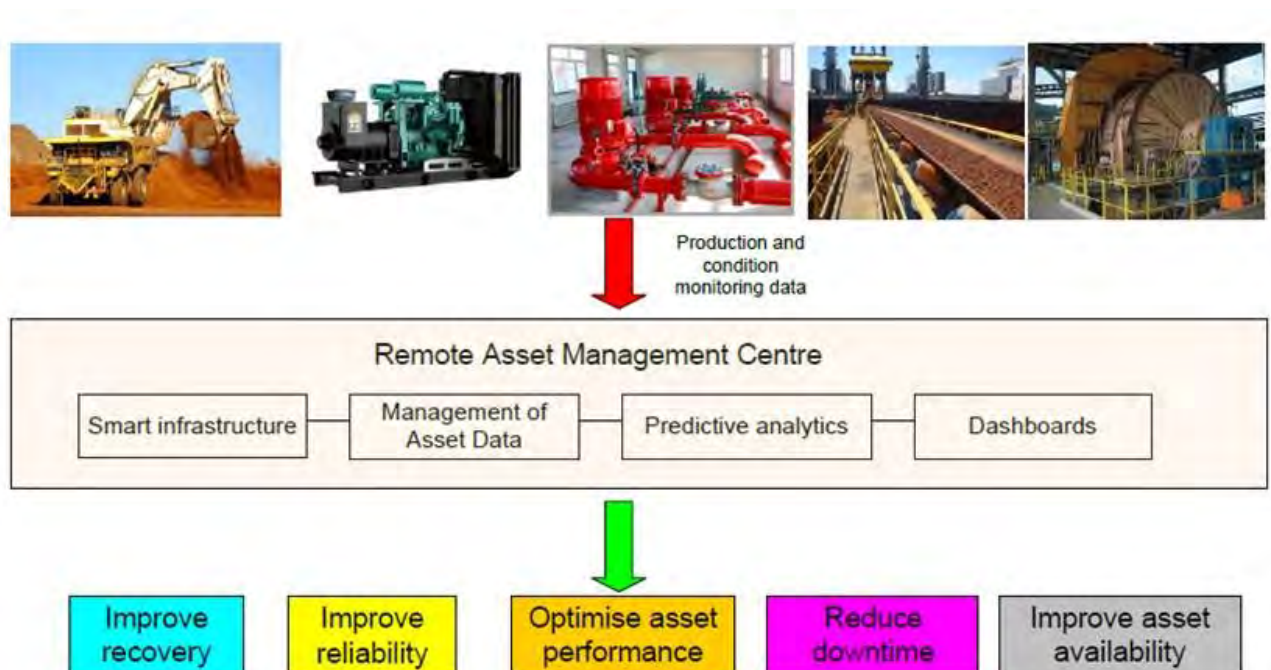 Production and
condition
monitoring data
Remote Asset Management Centre
Smart infrastructure
Management of
Asset Data
Predictive analytics
Dashboards
Improve
recovery
Improve
reliability
Optimise asset
performance
Reduce
downtime
Improve asset
availability